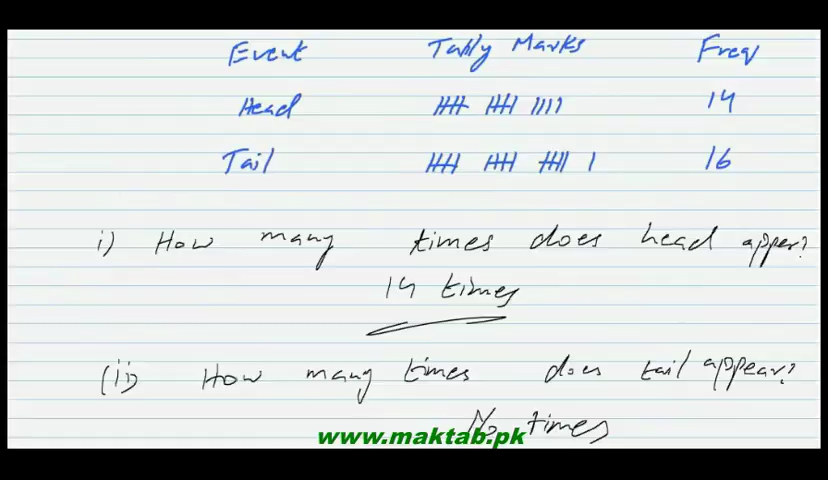 Event Tally Marks Freq
Head 𝍸 𝍸 |||| 14
Tail 𝍸 𝍸 𝍸 | 16
i) How many times does head apper?
14 times
(ii) How many times does tail appear?
times
www.maktab.pk